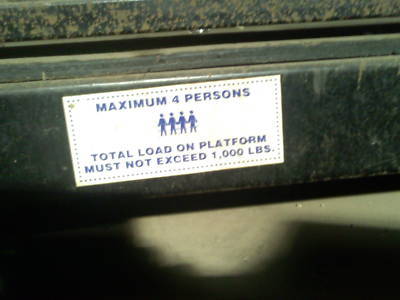 MAXIMUM 4 PERSONS
TOTAL LOAD ON PLATFORM
MUST NOT EXCEED 1,000 LBS.